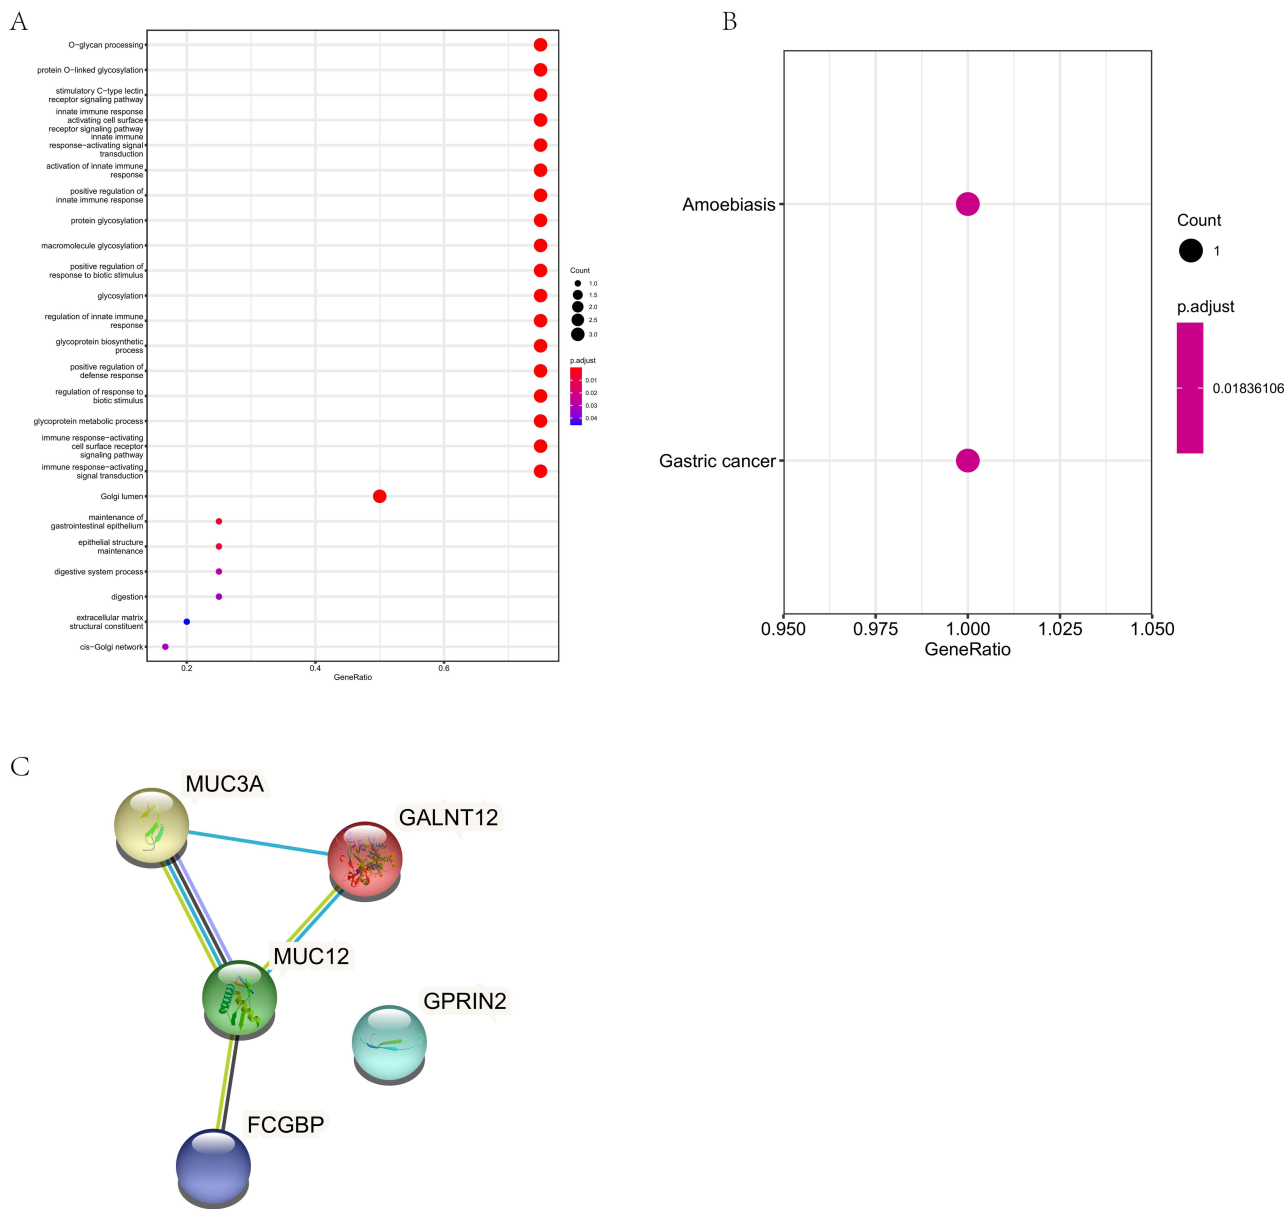 A
O−glycan processing
protein O−linked glycosylation
stimulatory C−type lectin
receptor signaling pathway
innate immune response
activating cell surface
receptor signaling pathway
innate immune
response−activating signal
transduction
activation of innate immune
response
positive regulation of
innate immune response
protein glycosylation
macromolecule glycosylation
positive regulation of
response to biotic stimulus
glycosylation
regulation of innate immune
response
glycoprotein biosynthetic
process
positive regulation of
defense response
regulation of response to
biotic stimulus
glycoprotein metabolic process
immune response−activating
cell surface receptor
signaling pathway
immune response−activating
signal transduction
Golgi lumen
maintenance of
gastrointestinal epithelium
epithelial structure
maintenance
digestive system process
digestion
extracellular matrix
structural constituent
cis−Golgi network
0.2 0.4 0.6
GeneRatio
Count
1.0
1.5
2.0
2.5
3.0
p.adjust
0.01
0.02
0.03
0.04
B
Amoebiasis
Gastric cancer
0.950 0.975 1.000 1.025 1.050
GeneRatio
Count
1
p.adjust
0.01836106
C
MUC3A
GALNT12
MUC12
GPRIN2
FCGBP